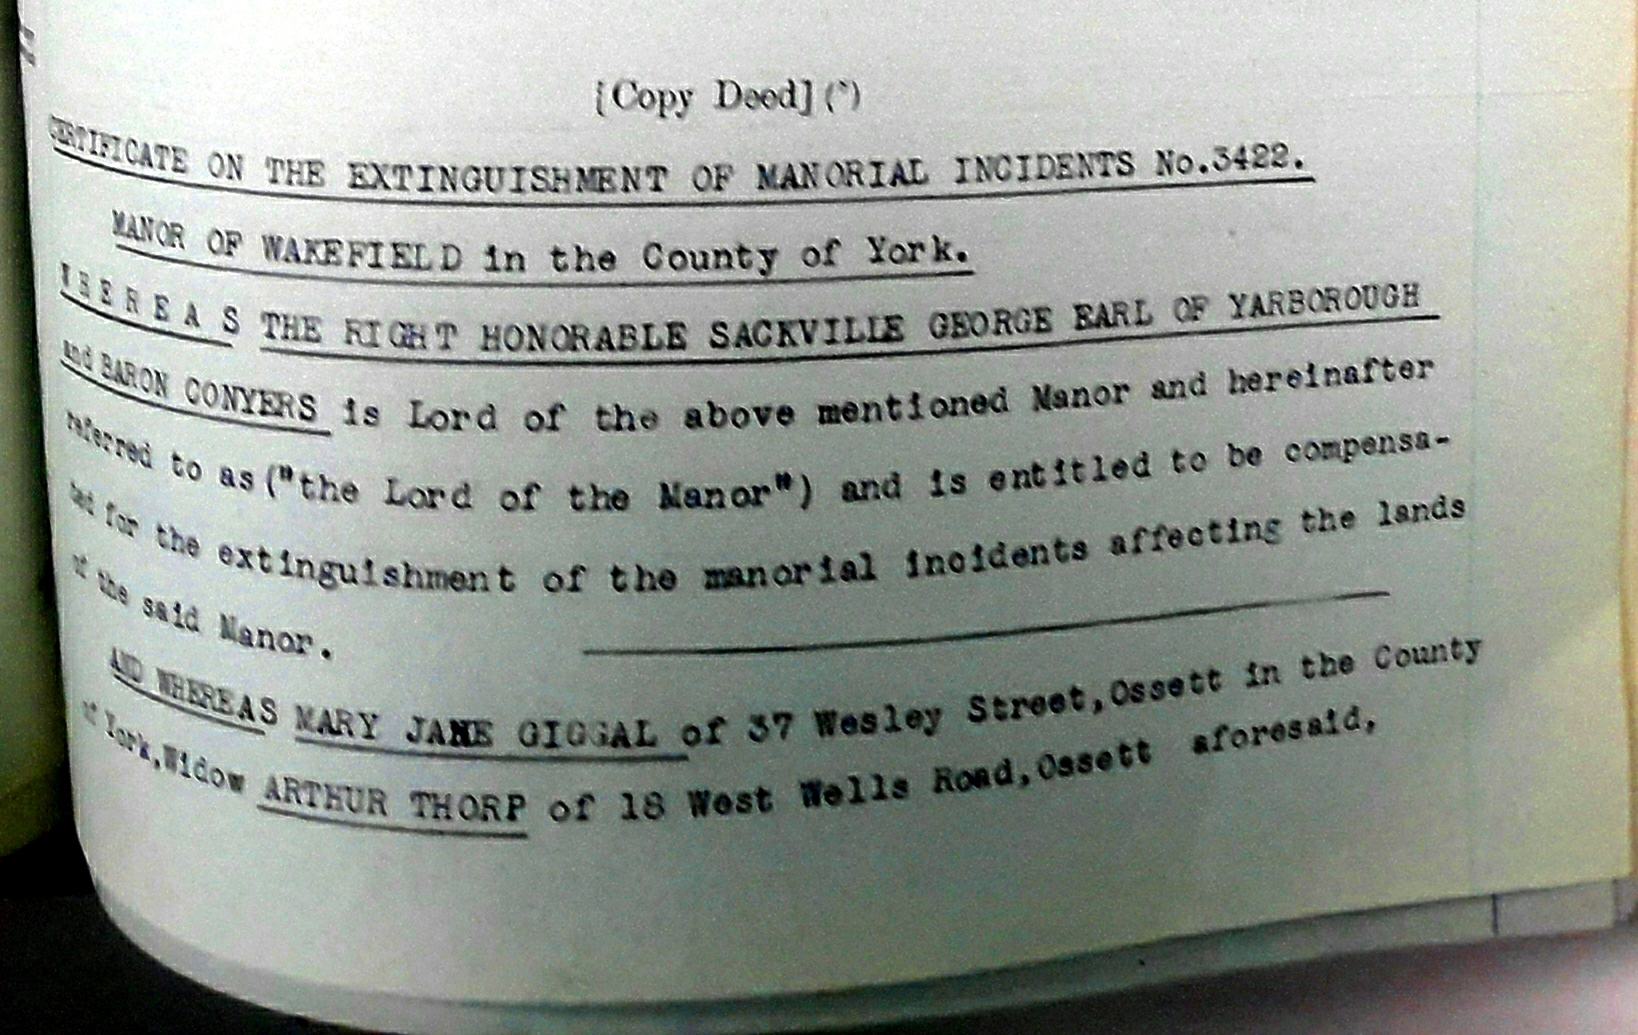 [Copy Deed](*)
CERTIFICATE ON THE EXTINGUISHMENT OF MANORIAL INCIDENTS No.3422.
MANOR OF WAKEFIELD in the County of York.
W H E R E A S THE RIGHT HONORABLE SACKVILLE GEORGE EARL OF YARBOROUGH
and BARON CONYERS is Lord of the above mentioned Manor and hereinafter
referred to as ("the Lord of the Manor") and is entitled to be compensa-
ted for the extinguishment of the manorial incidents affecting the lands
of the said Manor.
AND WHEREAS MARY JANE GIGGAL of 37 Wesley Street,Ossett in the County
of York,Widow ARTHUR THORP of 18 West Wells Road,Ossett aforesaid,